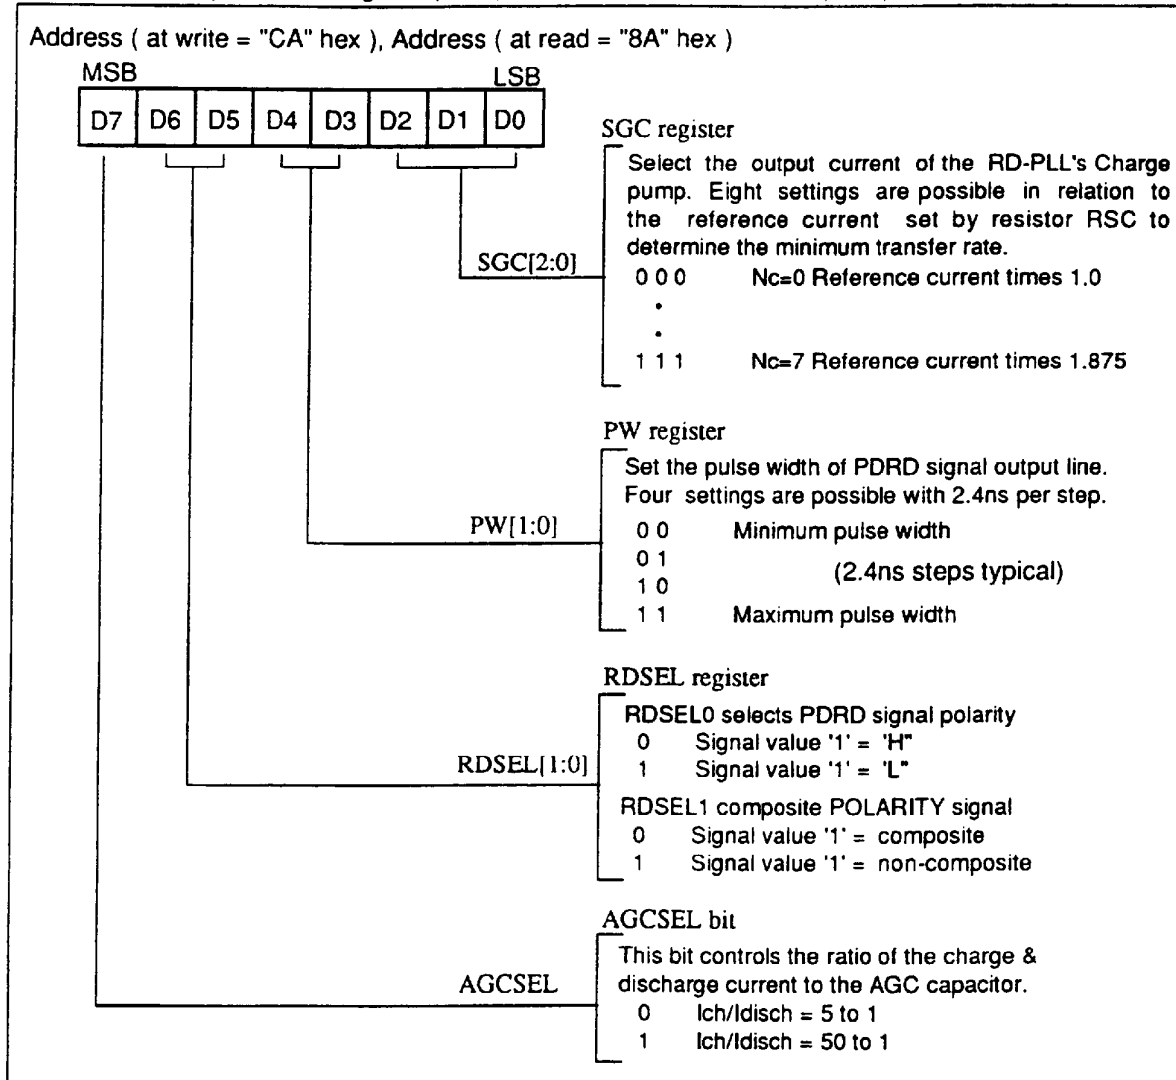 Address ( at write = "CA" hex ), Address ( at read = "8A" hex )
MSB LSB
D7 D6 D5 D4 D3 D2 D1 D0
SGC register
Select the output current of the RD-PLL's Charge
pump. Eight settings are possible in relation to
the reference current set by resistor RSC to
determine the minimum transfer rate.
SGC[2:0]
0 0 0 Nc=0 Reference current times 1.0
.
.
1 1 1 Nc=7 Reference current times 1.875
PW register
Set the pulse width of PDRD signal output line.
Four settings are possible with 2.4ns per step.
PW[1:0]
0 0 Minimum pulse width
0 1
(2.4ns steps typical)
1 0
1 1 Maximum pulse width
RDSEL register
RDSEL0 selects PDRD signal polarity
0 Signal value '1' = 'H"
RDSEL[1:0]
1 Signal value '1' = 'L"
RDSEL1 composite POLARITY signal
0 Signal value '1' = composite
1 Signal value '1' = non-composite
AGCSEL bit
This bit controls the ratio of the charge &
AGCSEL
discharge current to the AGC capacitor.
0 Ich/Idisch = 5 to 1
1 Ich/Idisch = 50 to 1